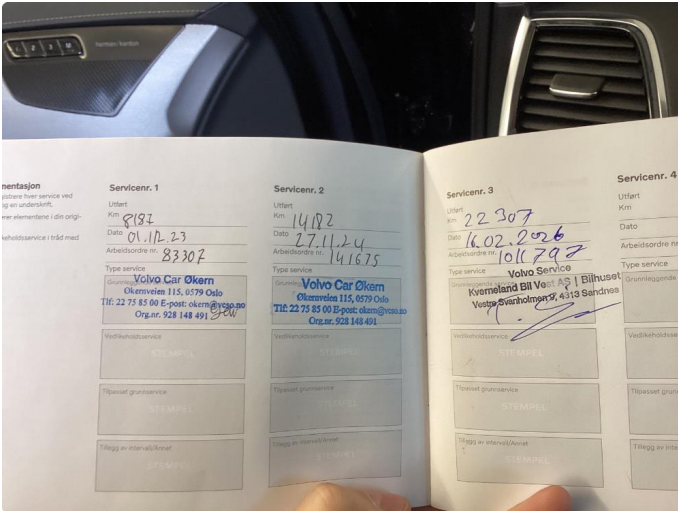 1 2 3 M
harman/kardon
mentasjon
gistrere hver service ved
og en underskrift.
erer elementene i din origi-
keholdsservice i tråd med
Servicenr. 1
Utført
Km 8187
Dato 01.12.23
Arbeidsordre nr. 83307
Type service
Volvo Car Økern
Økernveien 115, 0579 Oslo
Tlf: 22 75 85 00 E-post: okern@vcso.no
Org.nr. 928 148 491
Vedlikeholdsservice
STEMPEL
Tilpasset grunnservice
STEMPEL
Tillegg av intervall/Annet
STEMPEL
Servicenr. 2
Utført
Km 14182
Dato 27.11.24
Arbeidsordre nr. 141675
Type service
Volvo Car Økern
Økernveien 115, 0579 Oslo
Tlf: 22 75 85 00 E-post: okern@vcso.no
Org.nr. 928 148 491
Vedlikeholdsservice
STEMPEL
Tilpasset grunnservice
STEMPEL
Tillegg av intervall/Annet
STEMPEL
Servicenr. 3
Utført
Km 22307
Dato 16.02.2026
Arbeidsordre nr. 1011797
Type service
Volvo Service
Grunnleggende
Kverneland Bil Vest AS | Bilhuset
Vestre Svanholmen 9, 4313 Sandnes
Vedlikeholdsservice
STEMPEL
Tilpasset grunnservice
STEMPEL
Tillegg av intervall/Annet
STEMPEL
Servicenr. 4
Utført
Km
Dato
Arbeidsordre n
Type service
Grunnleggende
Vedlikeholds
Tilpasset grun
Tillegg av inte